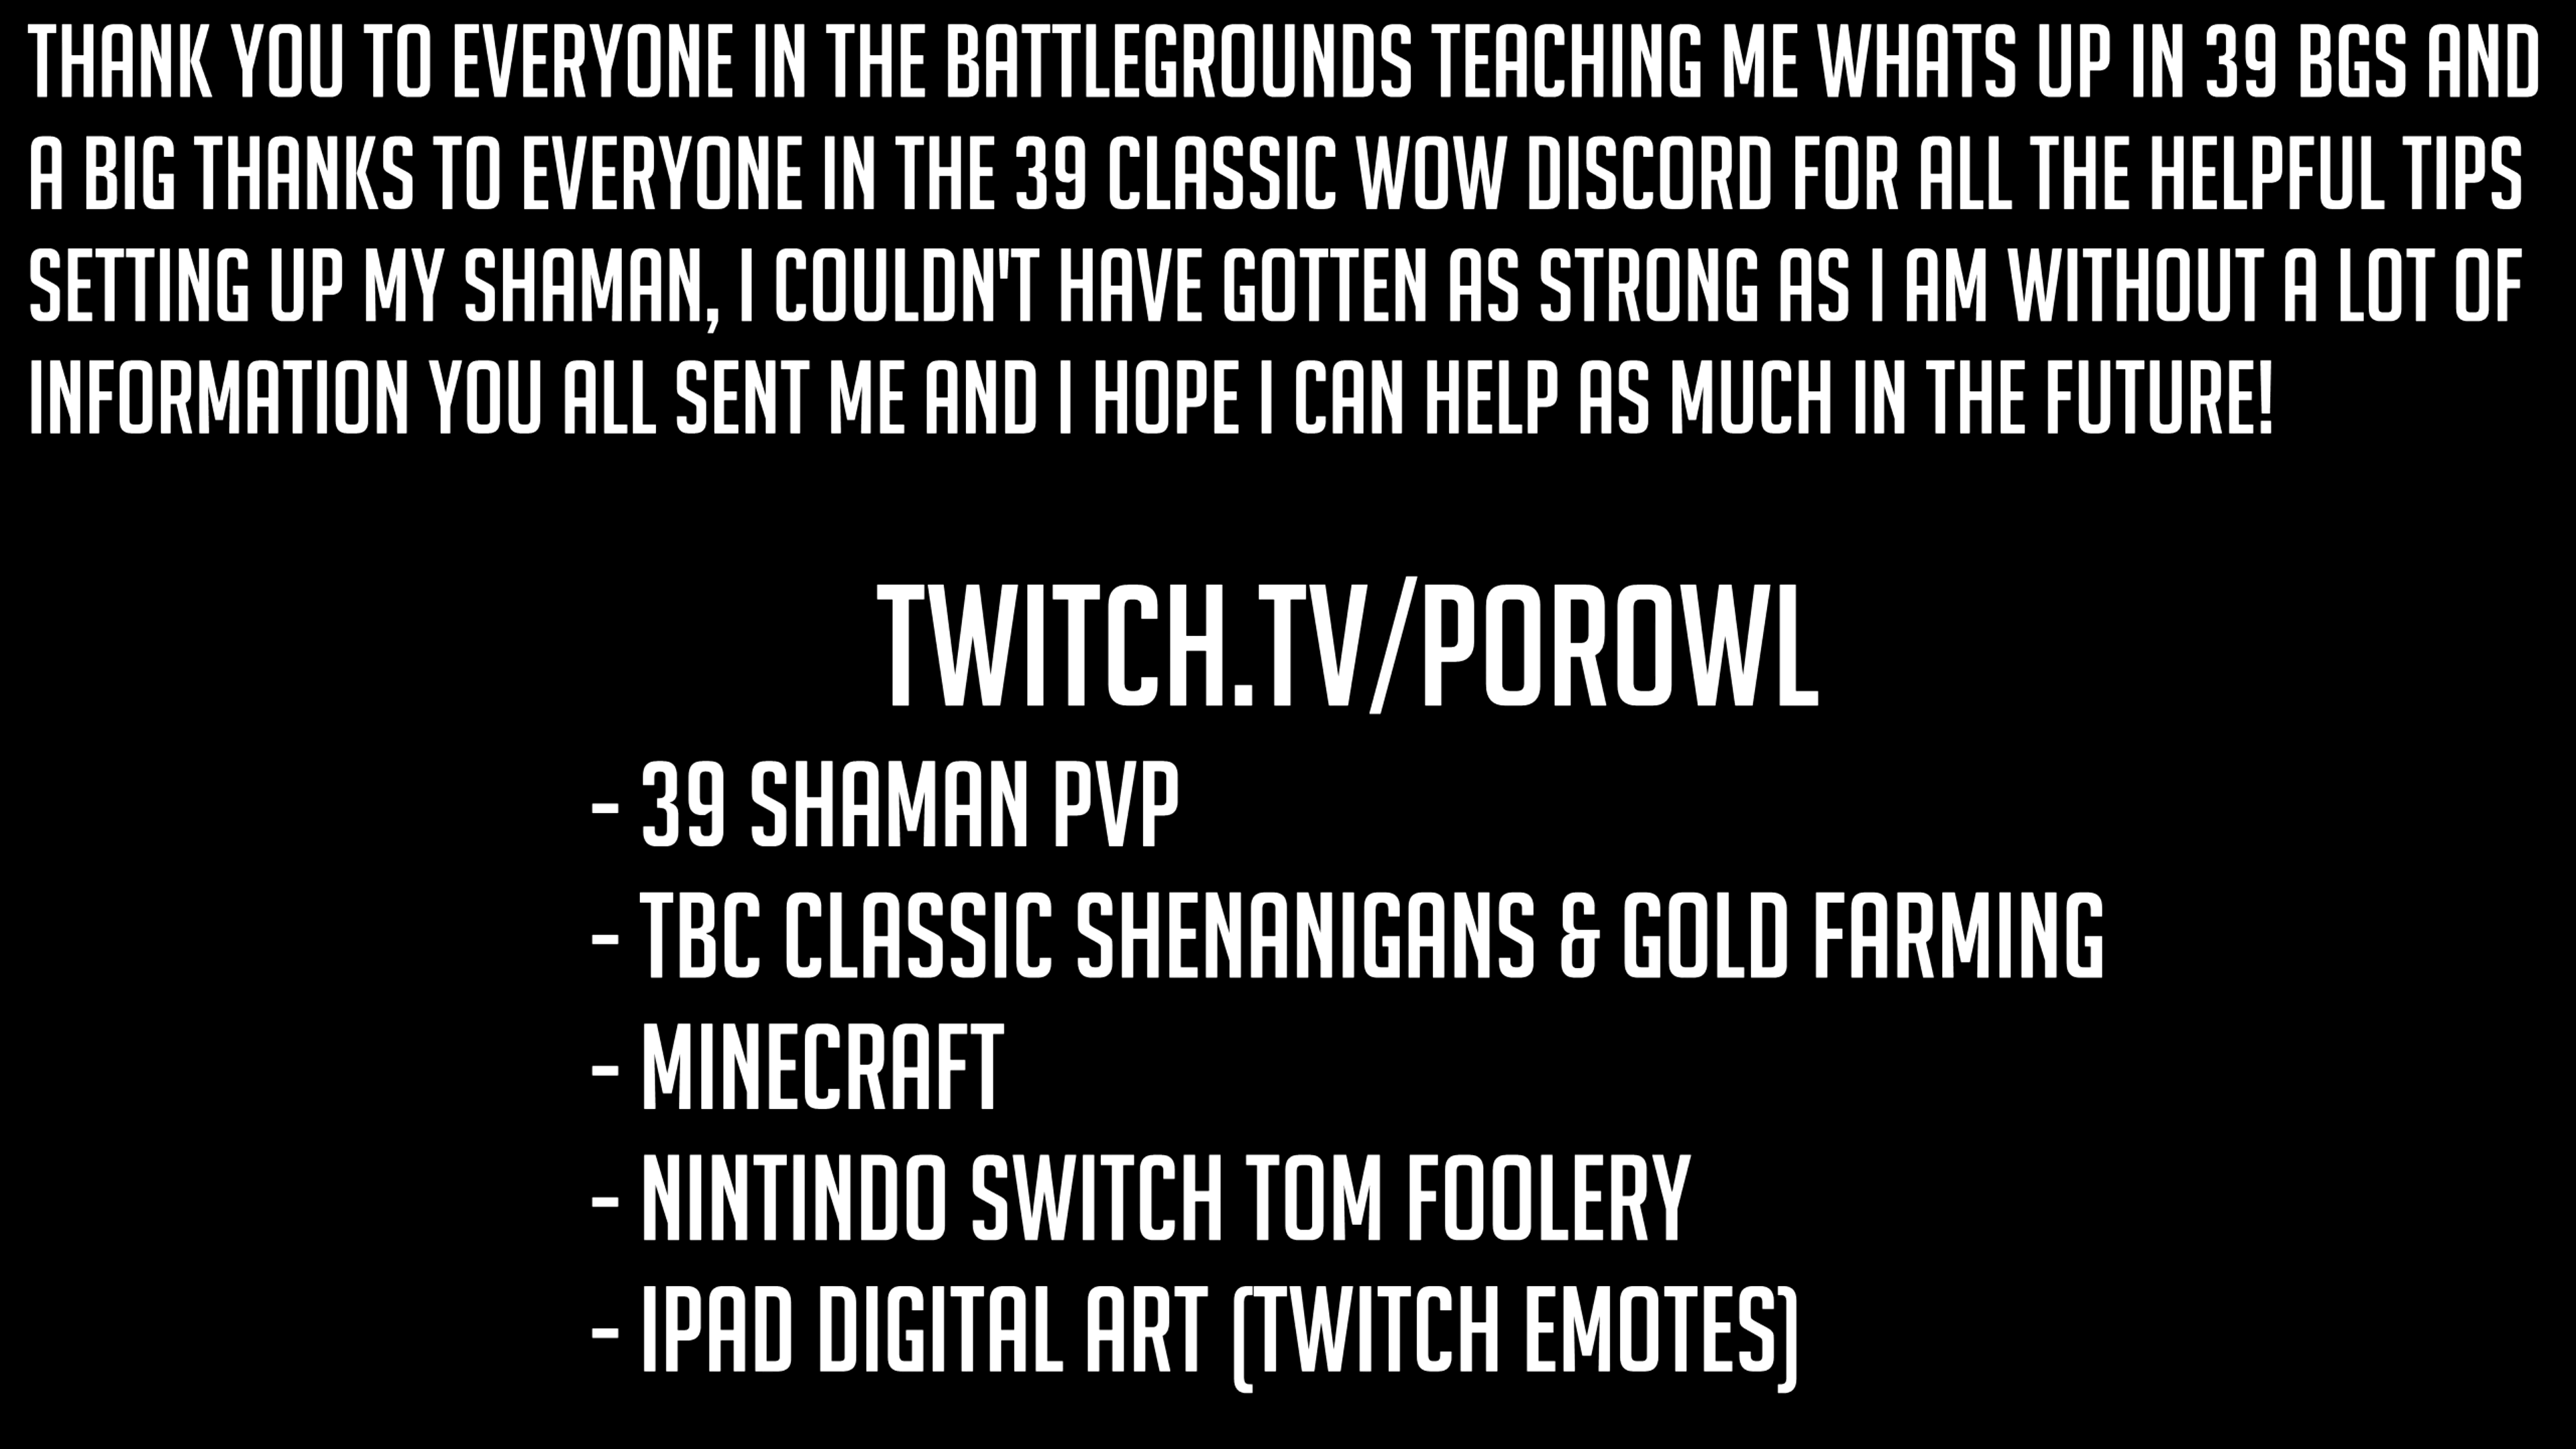 THANK YOU TO EVERYONE IN THE BATTLEGROUNDS TEACHING ME WHATS UP IN 39 BGS AND
A BIG THANKS TO EVERYONE IN THE 39 CLASSIC WOW DISCORD FOR ALL THE HELPFUL TIPS
SETTING UP MY SHAMAN, I COULDN'T HAVE GOTTEN AS STRONG AS I AM WITHOUT A LOT OF
INFORMATION YOU ALL SENT ME AND I HOPE I CAN HELP AS MUCH IN THE FUTURE!
TWITCH.TV/POROWL
- 39 SHAMAN PVP
- TBC CLASSIC SHENANIGANS & GOLD FARMING
- MINECRAFT
- NINTINDO SWITCH TOM FOOLERY
- IPAD DIGITAL ART (TWITCH EMOTES)